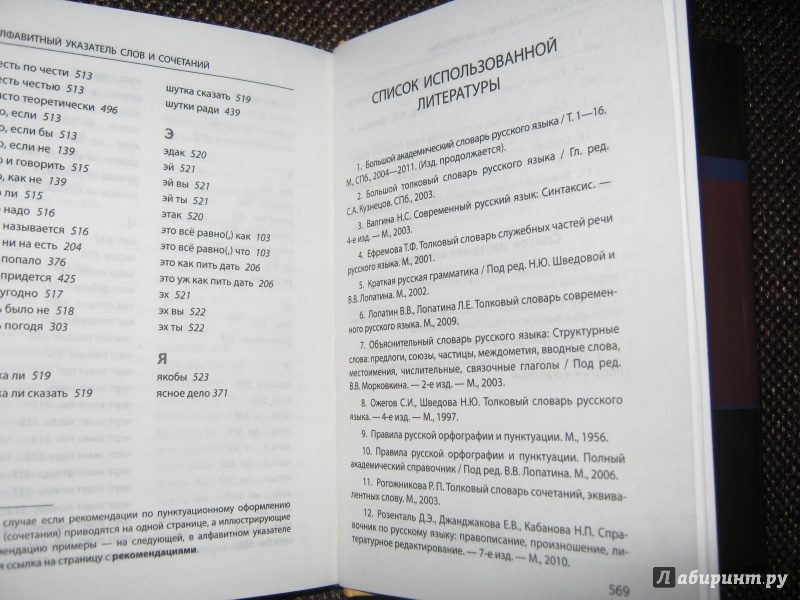 АЛФАВИТНЫЙ УКАЗАТЕЛЬ СЛОВ И СОЧЕТАНИЙ
есть по чести 513
есть честью 513
исто теоретически 496
о, если 513
о, если бы 513
о, если не 139
о и говорить 515
о, как не 139
о ли 515
надо 516
называется 516
ни на есть 204
попало 376
придется 425
угодно 517
ь было не 518
ь погодя 303
ка ли 519
ка ли сказать 519
шутка сказать 519
шутки ради 439
Э
эдак 520
эй 521
эй вы 521
эй ты 521
этак 520
это всё равно(,) как 103
это всё равно(,) что 103
это как пить дать 206
это уж как пить дать 206
эх 521
эх вы 522
эх ты 522
Я
якобы 523
ясное дело 371
случае если рекомендации по пунктуационному оформлению
(сочетания) приводятся на одной странице, а иллюстрирующие
мендацию примеры — на следующей, в алфавитном указателе
я ссылка на страницу с рекомендациями.
СПИСОК ИСПОЛЬЗОВАННОЙ
ЛИТЕРАТУРЫ
1. Большой академический словарь русского языка / Т. 1—16.
М., СПб., 2004—2011. (Изд. продолжается).
2. Большой толковый словарь русского языка / Гл. ред.
С.А. Кузнецов. СПб., 2003.
3. Валгина Н.С. Современный русский язык: Синтаксис. —
4-е изд. — М., 2003.
4. Ефремова Т.Ф. Толковый словарь служебных частей речи
русского языка. М., 2001.
5. Краткая русская грамматика / Под ред. Н.Ю. Шведовой и
В.В. Лопатина. М., 2002.
6. Лопатин В.В., Лопатина Л.Е. Толковый словарь современ-
ного русского языка. М., 2009.
7. Объяснительный словарь русского языка: Структурные
слова: предлоги, союзы, частицы, междометия, вводные слова,
местоимения, числительные, связочные глаголы / Под ред.
В.В. Морковкина. — 2-е изд. — М., 2003.
8. Ожегов С.И., Шведова Н.Ю. Толковый словарь русского
языка. — 4-е изд. — М., 1997.
9. Правила русской орфографии и пунктуации. М., 1956.
10. Правила русской орфографии и пунктуации. Полный
академический справочник / Под ред. В.В. Лопатина. М., 2006.
11. Рогожникова Р. П. Толковый словарь сочетаний, эквива-
лентных слову. М., 2003.
12. Розенталь Д.Э., Джанджакова Е.В., Кабанова Н.П. Спра-
вочник по русскому языку: правописание, произношение, ли-
тературное редактирование. — 7-е изд. — М., 2010.
569
Лабиринт.ру